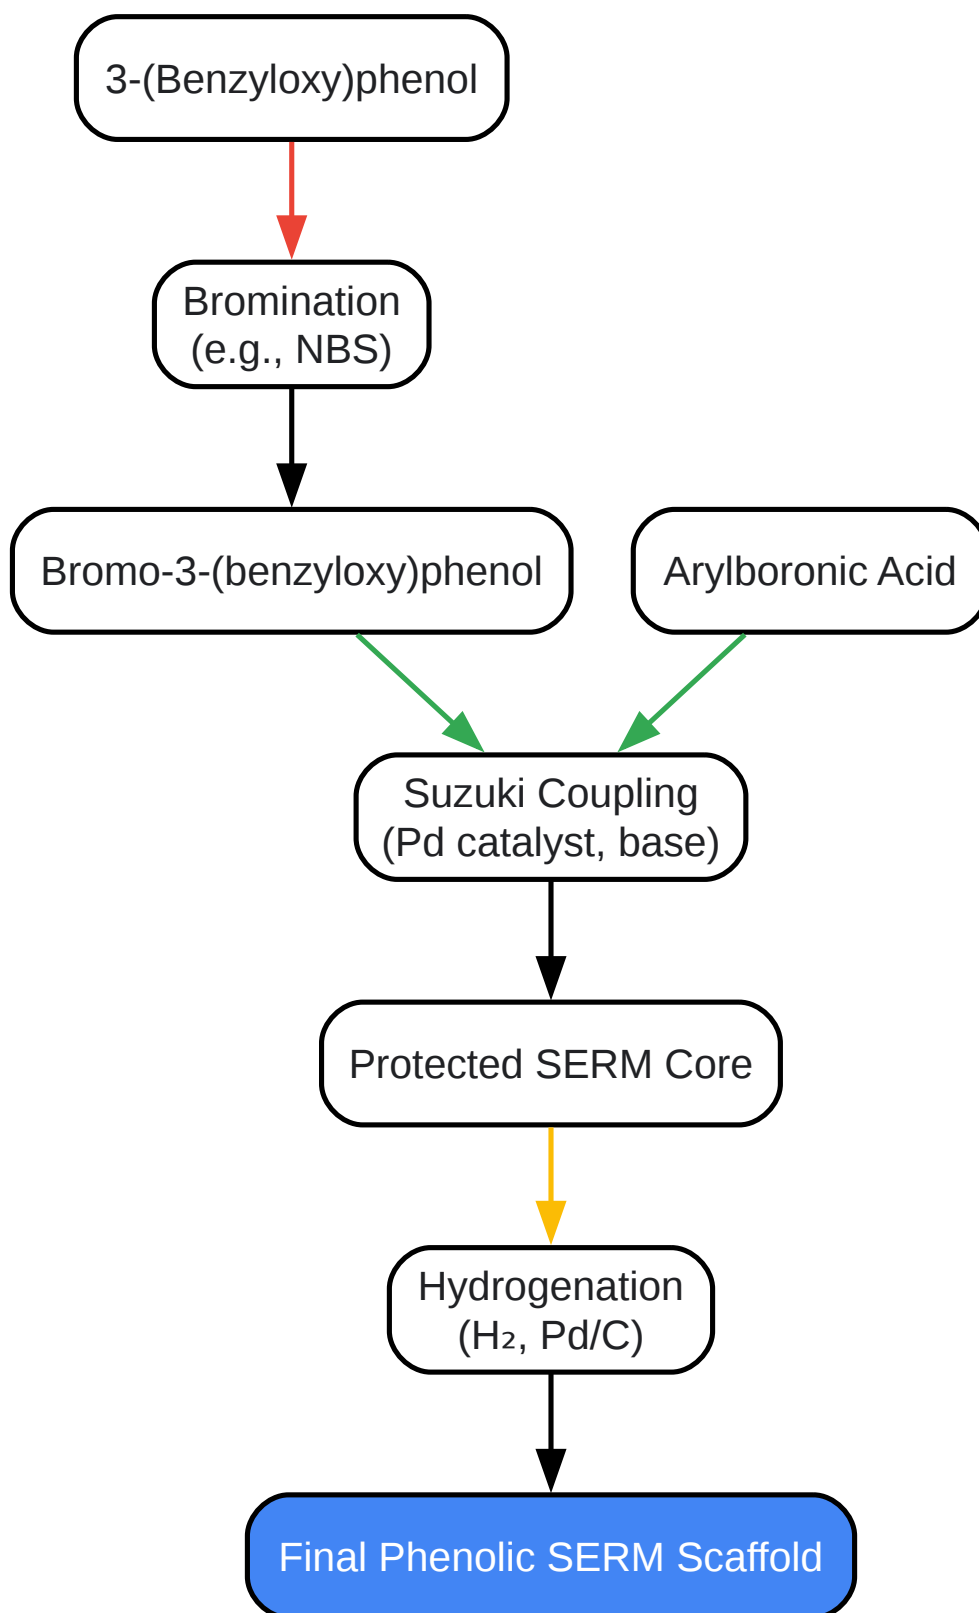 3-(Benzyloxy)phenol
Bromination
(e.g., NBS)
Bromo-3-(benzyloxy)phenol
Arylboronic Acid
Suzuki Coupling
(Pd catalyst, base)
Protected SERM Core
Hydrogenation
(H₂, Pd/C)
Final Phenolic SERM Scaffold